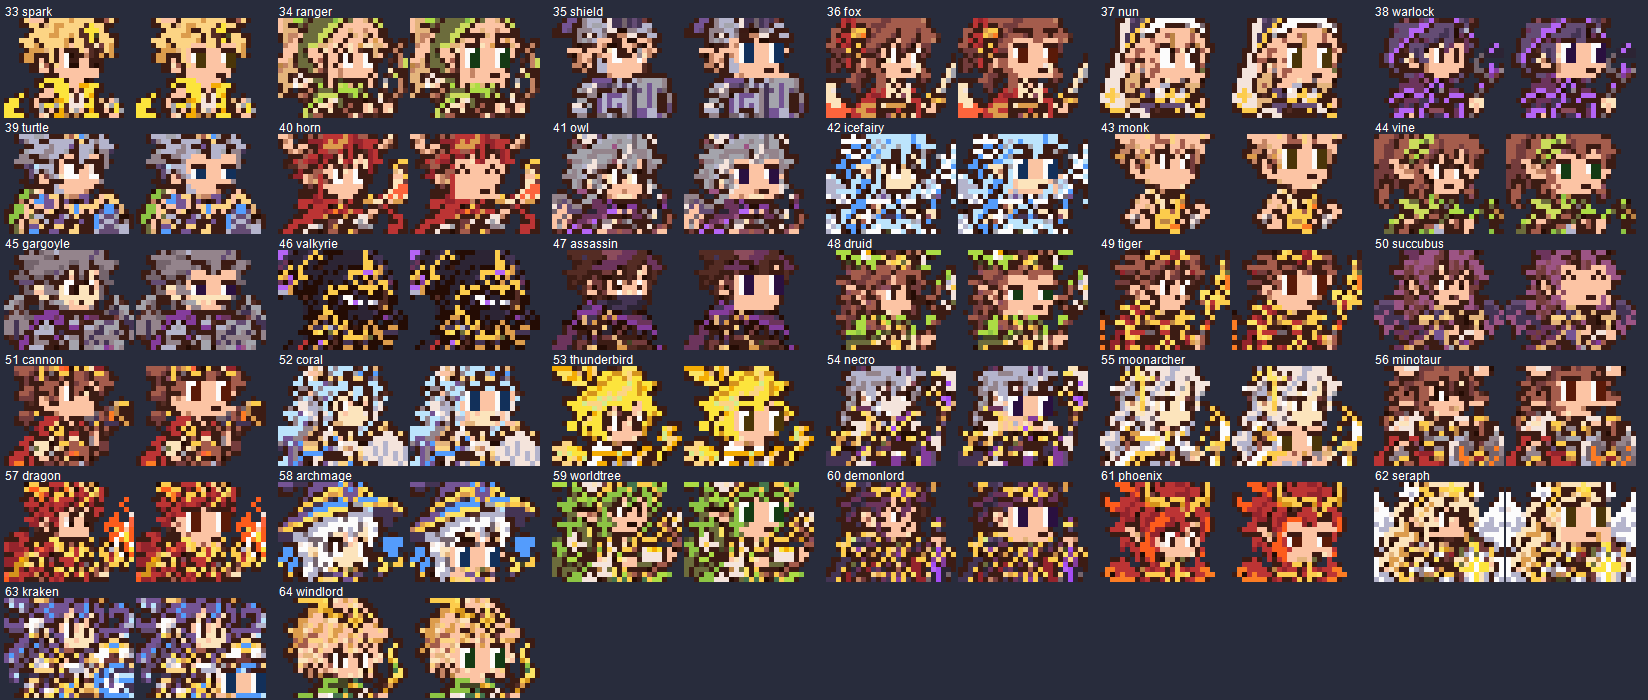 33 spark
34 ranger
35 shield
36 fox
37 nun
38 warlock
39 turtle
40 horn
41 owl
42 icefairy
43 monk
44 vine
45 gargoyle
46 valkyrie
47 assassin
48 druid
49 tiger
50 succubus
51 cannon
52 coral
53 thunderbird
54 necro
55 moonarcher
56 minotaur
57 dragon
58 archmage
59 worldtree
60 demonlord
61 phoenix
62 seraph
63 kraken
64 windlord